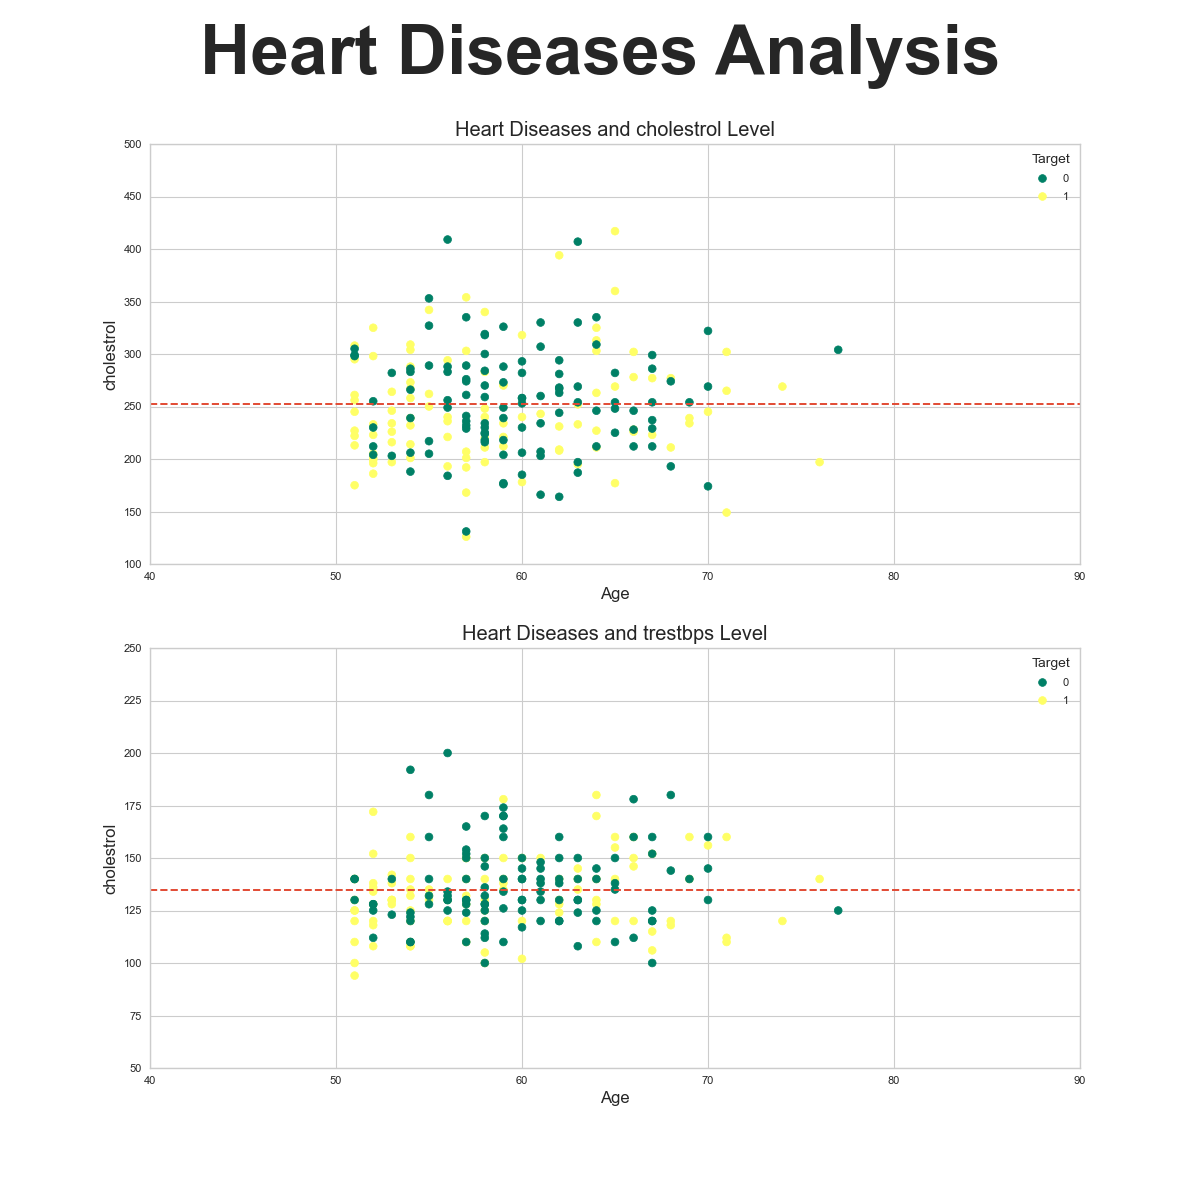 Heart Diseases Analysis
Heart Diseases and cholestrol Level
500
450
400
350
300
250
200
150
100
cholestrol
Target
0
1
40 50 60 70 80 90
Age
Heart Diseases and trestbps Level
250
225
200
175
150
125
100
75
50
cholestrol
Target
0
1
40 50 60 70 80 90
Age